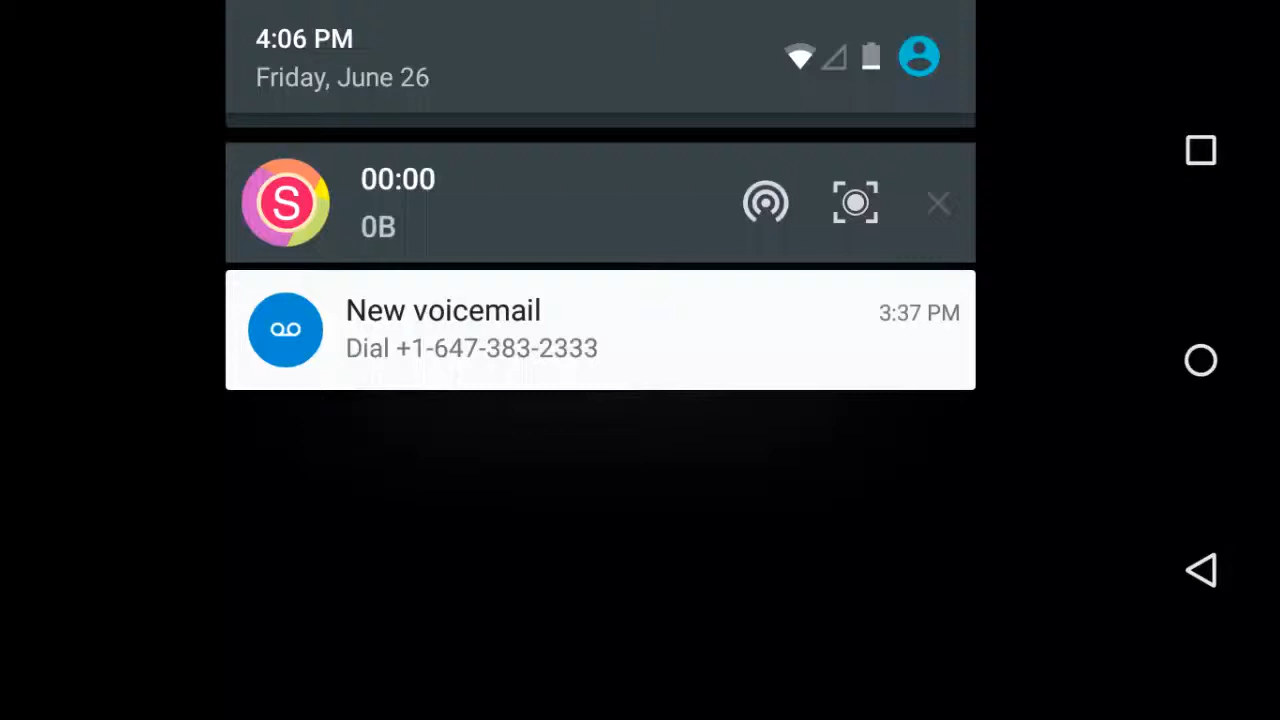 4:06 PM
Friday, June 26
S
00:00
0B
New voicemail
3:37 PM
Dial +1-647-383-2333